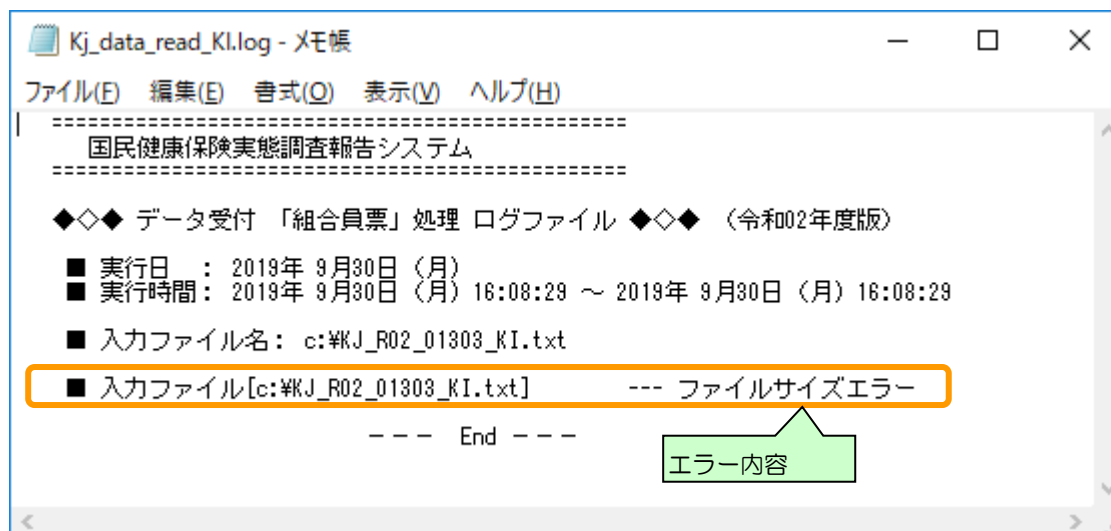 Kj_data_read_KI.log - メモ帳
ファイル(F) 編集(E) 書式(O) 表示(V) ヘルプ(H)
================================================
国民健康保険実態調査報告システム
================================================
◆◇◆ データ受付 「組合員票」処理 ログファイル ◆◇◆ （令和02年度版）
■ 実行日 : 2019年 9月30日（月）
■ 実行時間: 2019年 9月30日（月）16:08:29 ～ 2019年 9月30日（月）16:08:29
■ 入力ファイル名: c:¥KJ_R02_01303_KI.txt
■ 入力ファイル[c:¥KJ_R02_01303_KI.txt] --- ファイルサイズエラー
－－－ End －－－
エラー内容